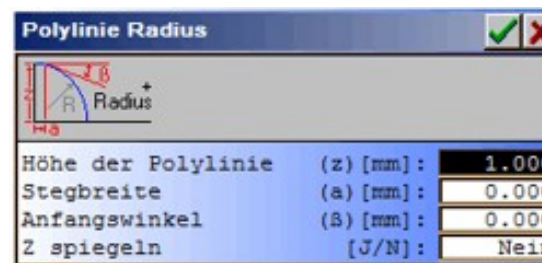 Polylinie Radius
z a R β Radius +
Höhe der Polylinie (z) [mm]: 1.00
Stegbreite (a) [mm]: 0.00
Anfangswinkel (ß) [mm]: 0.00
Z spiegeln [J/N]: Nein